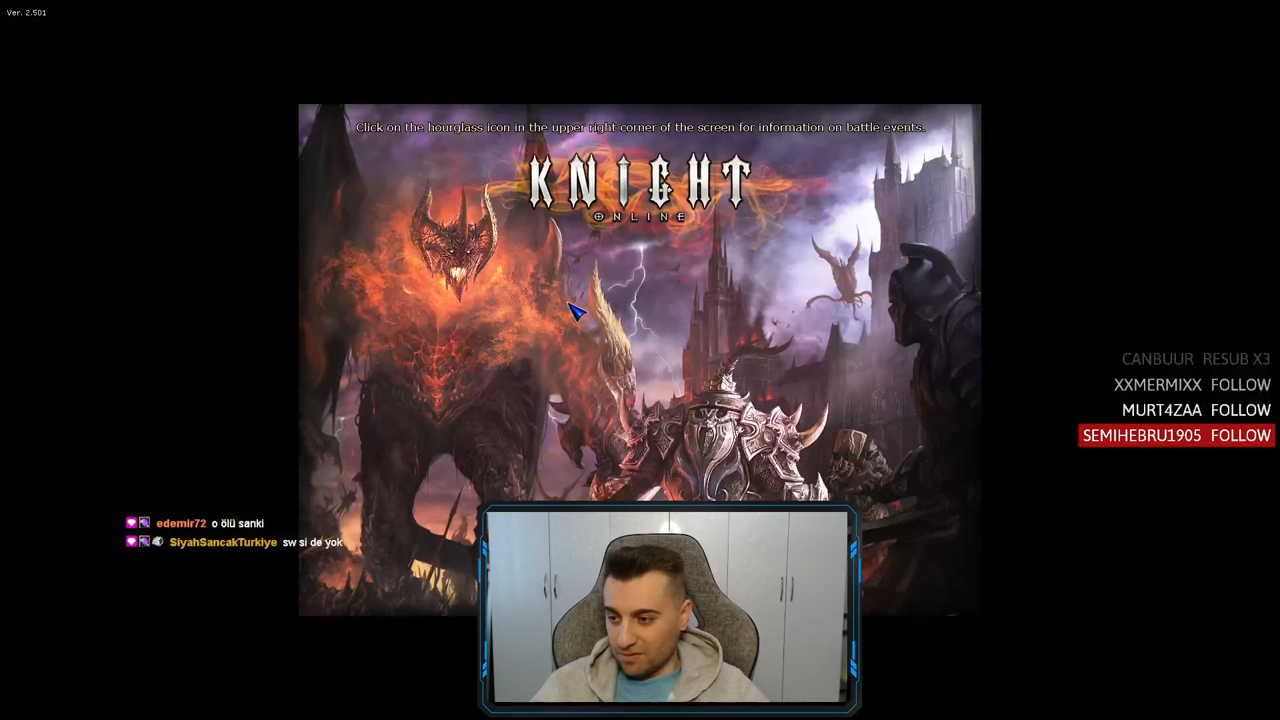 Ver. 2.501
Click on the hourglass icon in the upper right corner of the screen for information on battle events.
KNIGHT
ONLINE
CANBUUR RESUB X3
XXMERMIXX FOLLOW
MURT4ZAA FOLLOW
SEMIHEBRU1905 FOLLOW
edemir72 o ölü sanki
SiyahSancakTurkiye sw si de yok